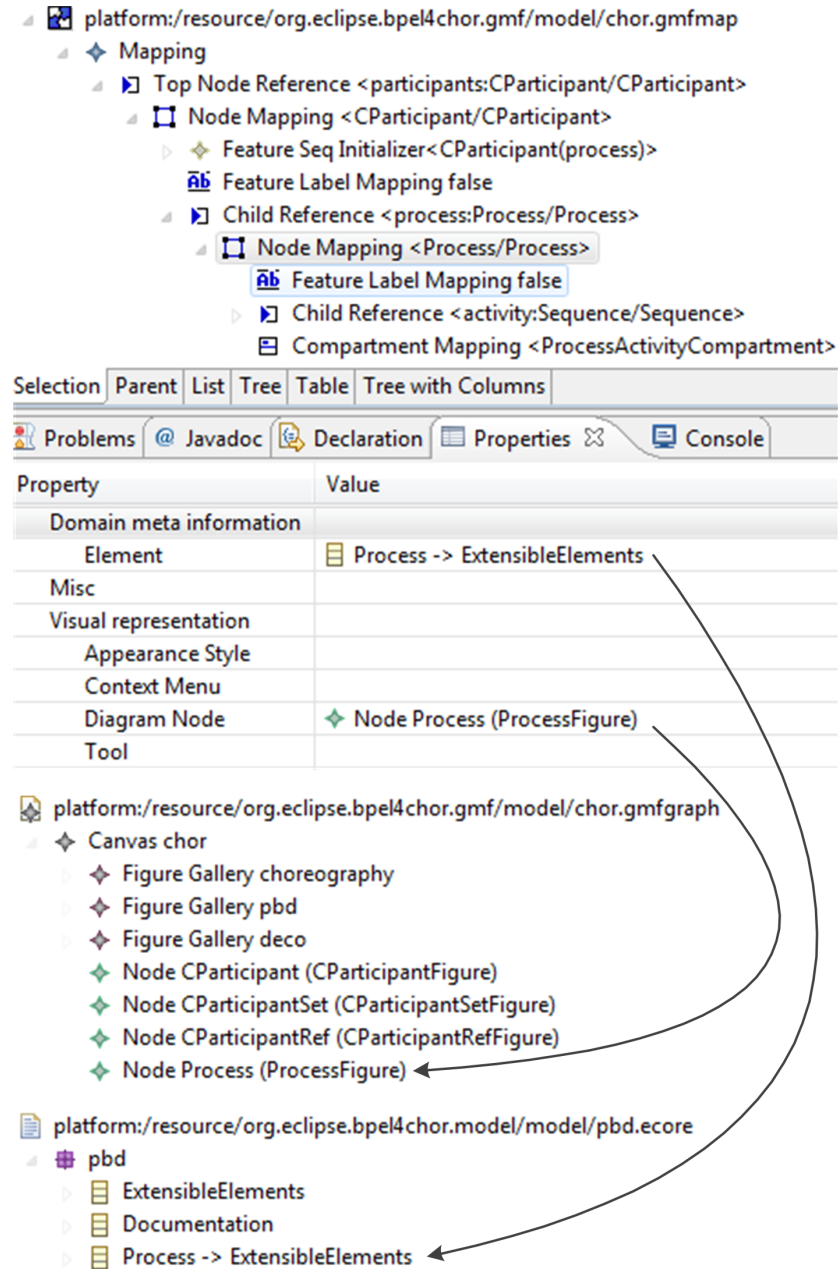 platform:/resource/org.eclipse.bpel4chor.gmf/model/chor.gmfmap
Mapping
Top Node Reference <participants:CParticipant/CParticipant>
Node Mapping <CParticipant/CParticipant>
Feature Seq Initializer<CParticipant(process)>
Ab Feature Label Mapping false
Child Reference <process:Process/Process>
Node Mapping <Process/Process>
Ab Feature Label Mapping false
Child Reference <activity:Sequence/Sequence>
Compartment Mapping <ProcessActivityCompartment>
Selection Parent List Tree Table Tree with Columns
Problems @ Javadoc Declaration Properties Console
Property Value
Domain meta information
Element Process -> ExtensibleElements
Misc
Visual representation
Appearance Style
Context Menu
Diagram Node Node Process (ProcessFigure)
Tool
platform:/resource/org.eclipse.bpel4chor.gmf/model/chor.gmfgraph
Canvas chor
Figure Gallery choreography
Figure Gallery pbd
Figure Gallery deco
Node CParticipant (CParticipantFigure)
Node CParticipantSet (CParticipantSetFigure)
Node CParticipantRef (CParticipantRefFigure)
Node Process (ProcessFigure)
platform:/resource/org.eclipse.bpel4chor.model/model/pbd.ecore
pbd
ExtensibleElements
Documentation
Process -> ExtensibleElements